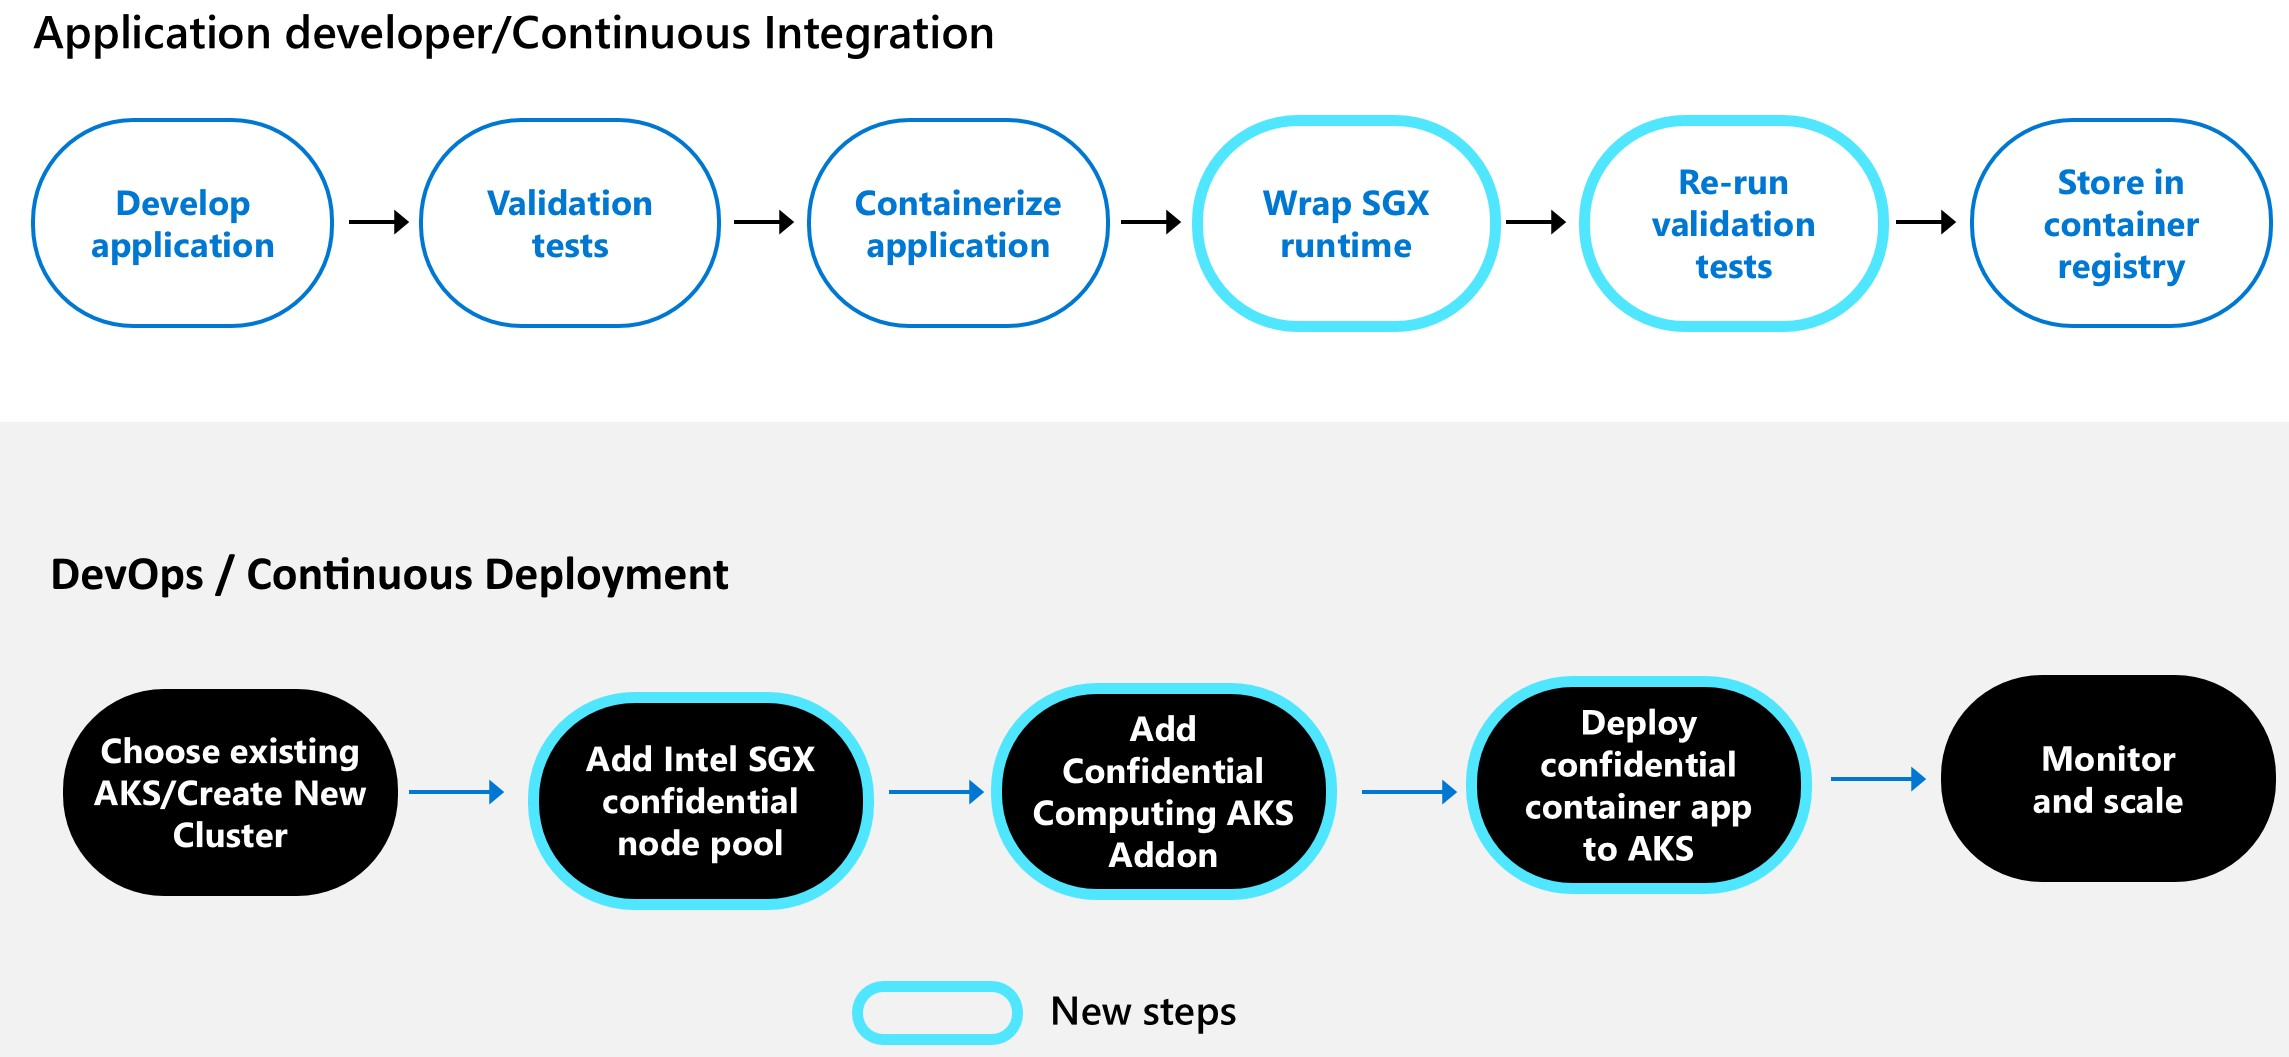 Application developer/Continuous Integration
Develop
application
Validation
tests
Containerize
application
Wrap SGX
runtime
Re-run
validation
tests
Store in
container
registry
DevOps / Continuous Deployment
Choose existing
AKS/Create New
Cluster
Add Intel SGX
confidential
node pool
Add
Confidential
Computing AKS
Addon
Deploy
confidential
container app
to AKS
Monitor
and scale
New steps